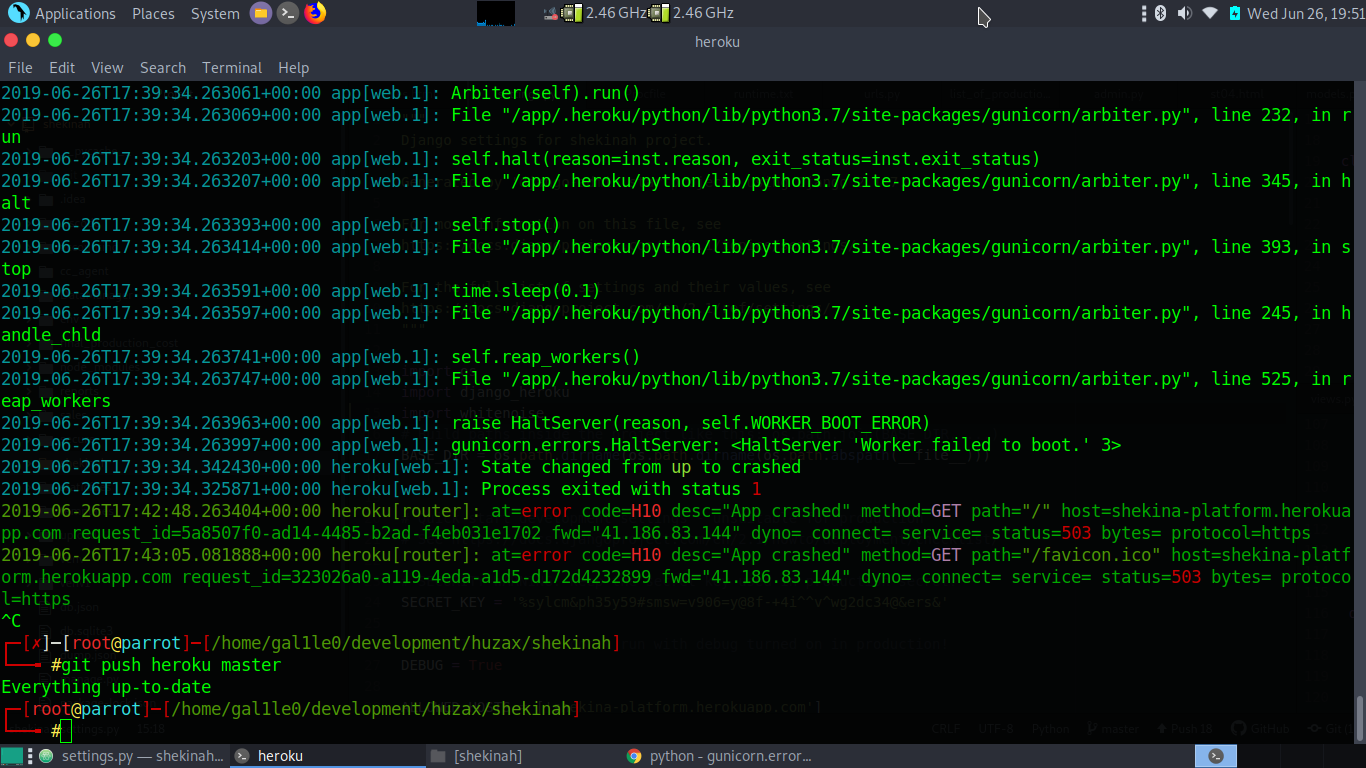 Applications Places System 2.46 GHz 2.46 GHz Wed Jun 26, 19:51
heroku
File Edit View Search Terminal Help
2019-06-26T17:39:34.263061+00:00 app[web.1]: Arbiter(self).run()
2019-06-26T17:39:34.263069+00:00 app[web.1]: File "/app/.heroku/python/lib/python3.7/site-packages/gunicorn/arbiter.py", line 232, in r
un
2019-06-26T17:39:34.263203+00:00 app[web.1]: self.halt(reason=inst.reason, exit_status=inst.exit_status)
2019-06-26T17:39:34.263207+00:00 app[web.1]: File "/app/.heroku/python/lib/python3.7/site-packages/gunicorn/arbiter.py", line 345, in h
alt
2019-06-26T17:39:34.263393+00:00 app[web.1]: self.stop()
2019-06-26T17:39:34.263414+00:00 app[web.1]: File "/app/.heroku/python/lib/python3.7/site-packages/gunicorn/arbiter.py", line 393, in s
top
2019-06-26T17:39:34.263591+00:00 app[web.1]: time.sleep(0.1)
2019-06-26T17:39:34.263597+00:00 app[web.1]: File "/app/.heroku/python/lib/python3.7/site-packages/gunicorn/arbiter.py", line 245, in h
andle_chld
2019-06-26T17:39:34.263741+00:00 app[web.1]: self.reap_workers()
2019-06-26T17:39:34.263747+00:00 app[web.1]: File "/app/.heroku/python/lib/python3.7/site-packages/gunicorn/arbiter.py", line 525, in r
eap_workers
2019-06-26T17:39:34.263963+00:00 app[web.1]: raise HaltServer(reason, self.WORKER_BOOT_ERROR)
2019-06-26T17:39:34.263997+00:00 app[web.1]: gunicorn.errors.HaltServer: <HaltServer 'Worker failed to boot.' 3>
2019-06-26T17:39:34.342430+00:00 heroku[web.1]: State changed from up to crashed
2019-06-26T17:39:34.325871+00:00 heroku[web.1]: Process exited with status 1
2019-06-26T17:42:48.263404+00:00 heroku[router]: at=error code=H10 desc="App crashed" method=GET path="/" host=shekina-platform.herokua
pp.com request_id=5a8507f0-ad14-4485-b2ad-f4eb031e1702 fwd="41.186.83.144" dyno= connect= service= status=503 bytes= protocol=https
2019-06-26T17:43:05.081888+00:00 heroku[router]: at=error code=H10 desc="App crashed" method=GET path="/favicon.ico" host=shekina-platf
orm.herokuapp.com request_id=323026a0-a119-4eda-a1d5-d172d4232899 fwd="41.186.83.144" dyno= connect= service= status=503 bytes= protoco
l=https
^C
[✗]─[root@parrot]─[/home/gal1le0/development/huzax/shekinah]
#git push heroku master
Everything up-to-date
[root@parrot]─[/home/gal1le0/development/huzax/shekinah]
#
settings.py — shekinah... heroku [shekinah] python - gunicorn.error...